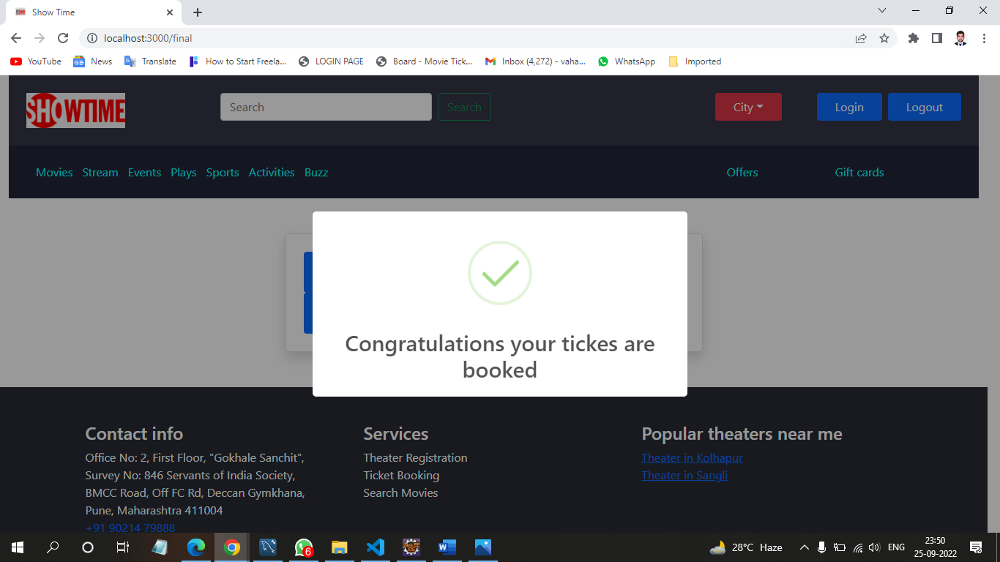 Show Time
localhost:3000/final
YouTube News Translate How to Start Freela... LOGIN PAGE Board - Movie Tick... Inbox (4,272) - vaha... WhatsApp Imported
SHOWTIME Search Search City Login Logout
Movies Stream Events Plays Sports Activities Buzz Offers Gift cards
Congratulations your tickes are
booked
Contact info
Office No: 2, First Floor, "Gokhale Sanchit",
Survey No: 846 Servants of India Society,
BMCC Road, Off FC Rd, Deccan Gymkhana,
Pune, Maharashtra 411004
+91 90214 79888
Services
Theater Registration
Ticket Booking
Search Movies
Popular theaters near me
Theater in Kolhapur
Theater in Sangli
6 28°C Haze ENG 23:50
25-09-2022